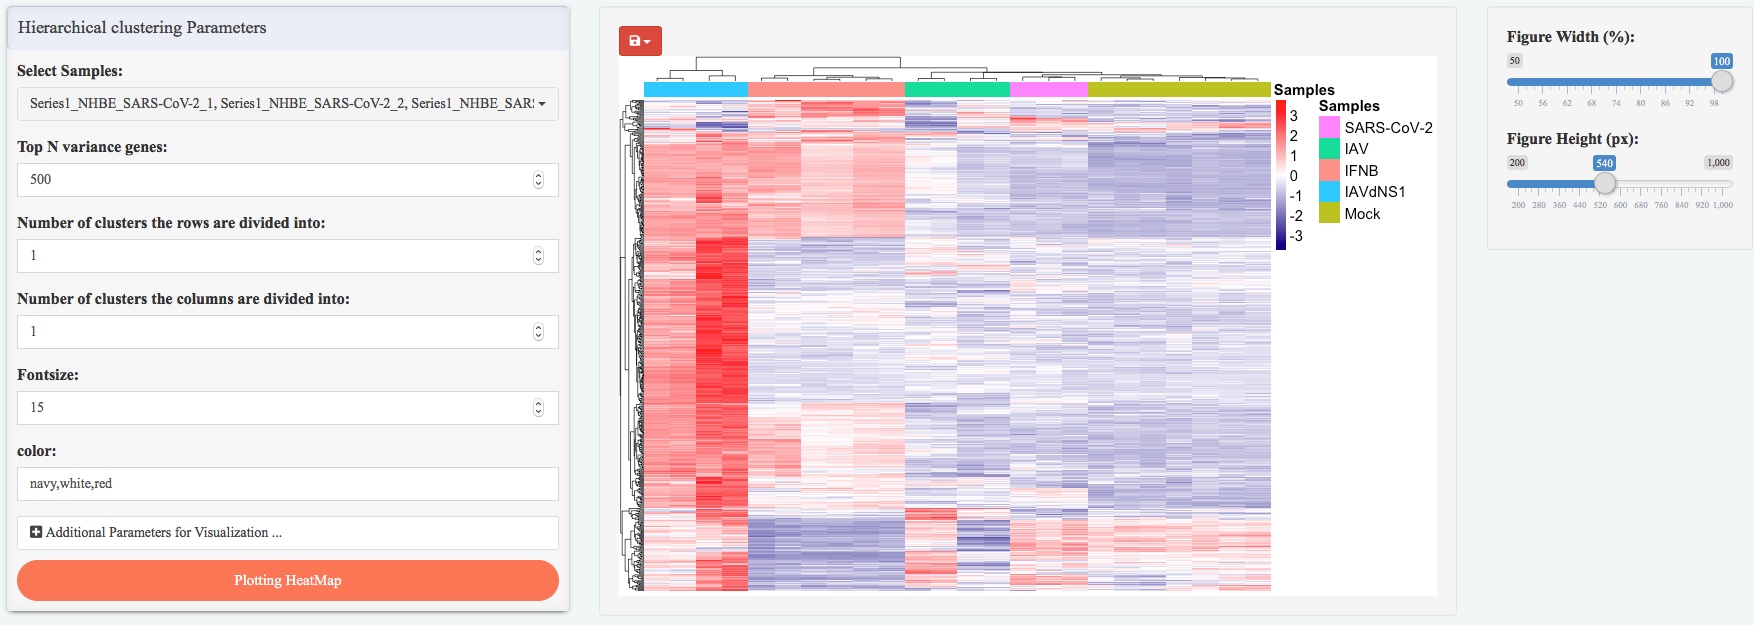 Hierarchical clustering Parameters
Select Samples:
Series1_NHBE_SARS-CoV-2_1, Series1_NHBE_SARS-CoV-2_2, Series1_NHBE_SAR
Top N variance genes:
500
Number of clusters the rows are divided into:
1
Number of clusters the columns are divided into:
1
Fontsize:
15
color:
navy,white,red
Additional Parameters for Visualization ...
Plotting HeatMap
Samples
3
2
1
0
-1
-2
-3
Samples
SARS-CoV-2
IAV
IFNB
IAVdNS1
Mock
Figure Width (%):
50 100
50 56 62 68 74 80 86 92 98
Figure Height (px):
200 540 1,000
200 280 360 440 520 600 680 760 840 920 1,000